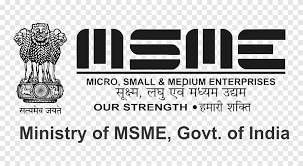 MSME
MICRO, SMALL & MEDIUM ENTERPRISES
सूक्ष्म, लघु एवं मध्यम उद्यम
OUR STRENGTH • हमारी शक्ति
सत्यमेव जयते
Ministry of MSME, Govt. of India